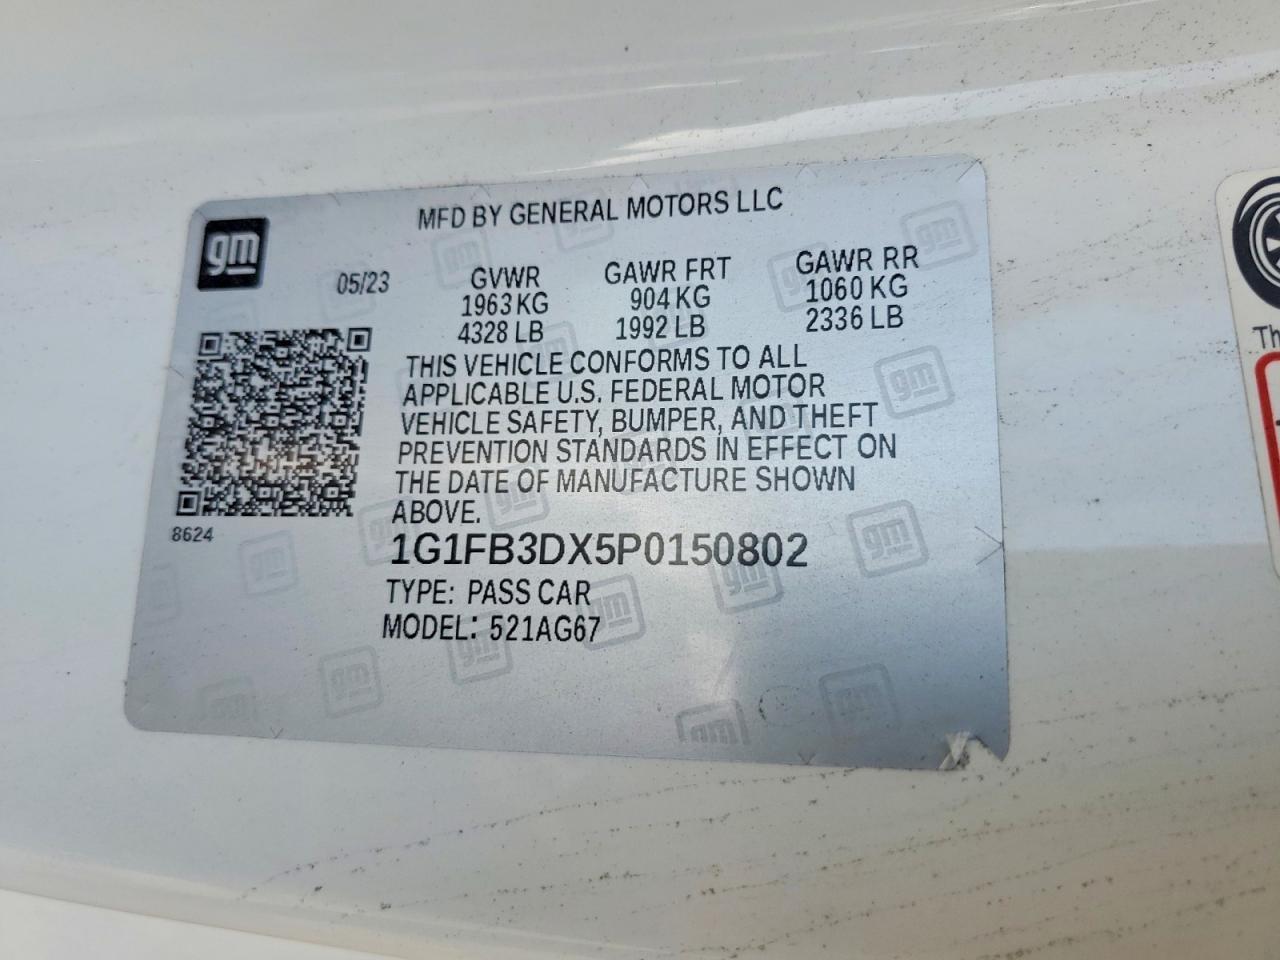 gm
MFD BY GENERAL MOTORS LLC
05/23
GVWR GAWR FRT GAWR RR
1963 KG 904 KG 1060 KG
4328 LB 1992 LB 2336 LB
THIS VEHICLE CONFORMS TO ALL
APPLICABLE U.S. FEDERAL MOTOR
VEHICLE SAFETY, BUMPER, AND THEFT
PREVENTION STANDARDS IN EFFECT ON
THE DATE OF MANUFACTURE SHOWN
ABOVE.
8624
1G1FB3DX5P0150802
TYPE: PASS CAR
MODEL: 521AG67
Th